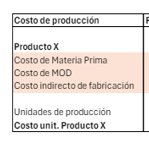 Costo de producción
Producto X
Costo de Materia Prima
Costo de MOD
Costo indirecto de fabricación
Unidades de producción
Costo unit. Producto X